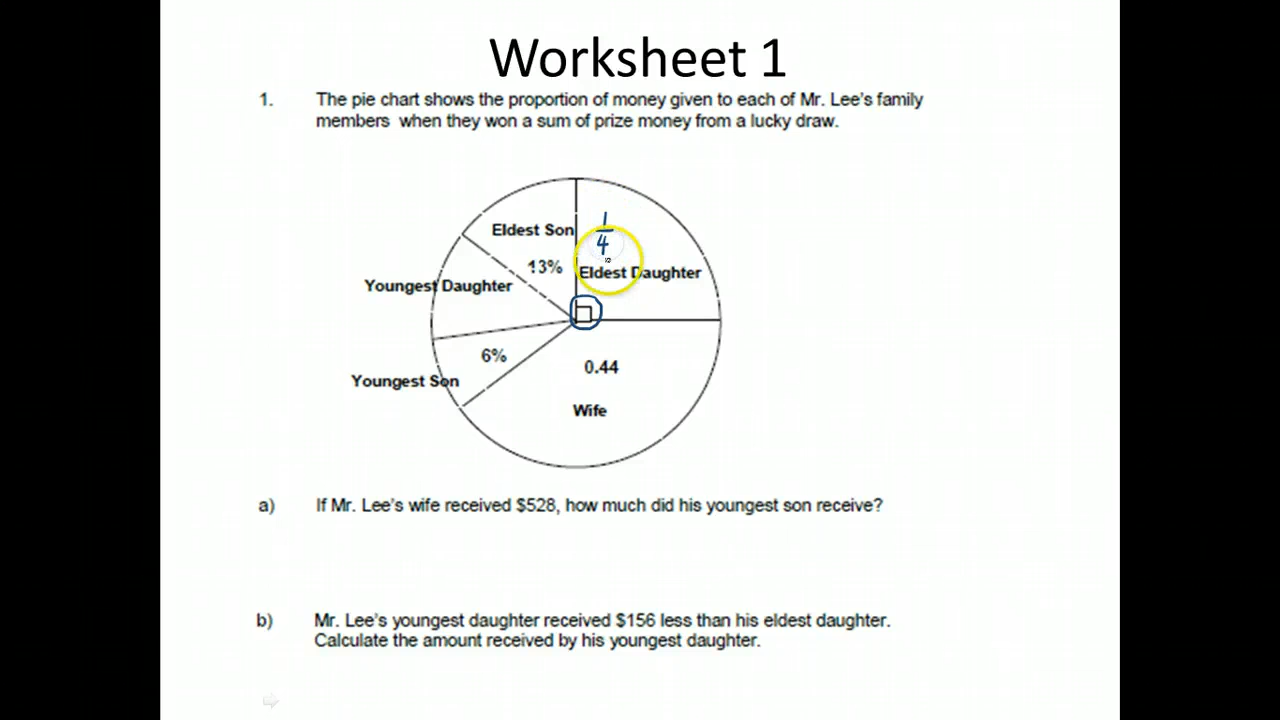 Worksheet 1
1. The pie chart shows the proportion of money given to each of Mr. Lee's family
members when they won a sum of prize money from a lucky draw.
Eldest Son
1
4
13%
Eldest Daughter
Youngest Daughter
6%
0.44
Youngest Son
Wife
a) If Mr. Lee's wife received $528, how much did his youngest son receive?
b) Mr. Lee's youngest daughter received $156 less than his eldest daughter.
Calculate the amount received by his youngest daughter.